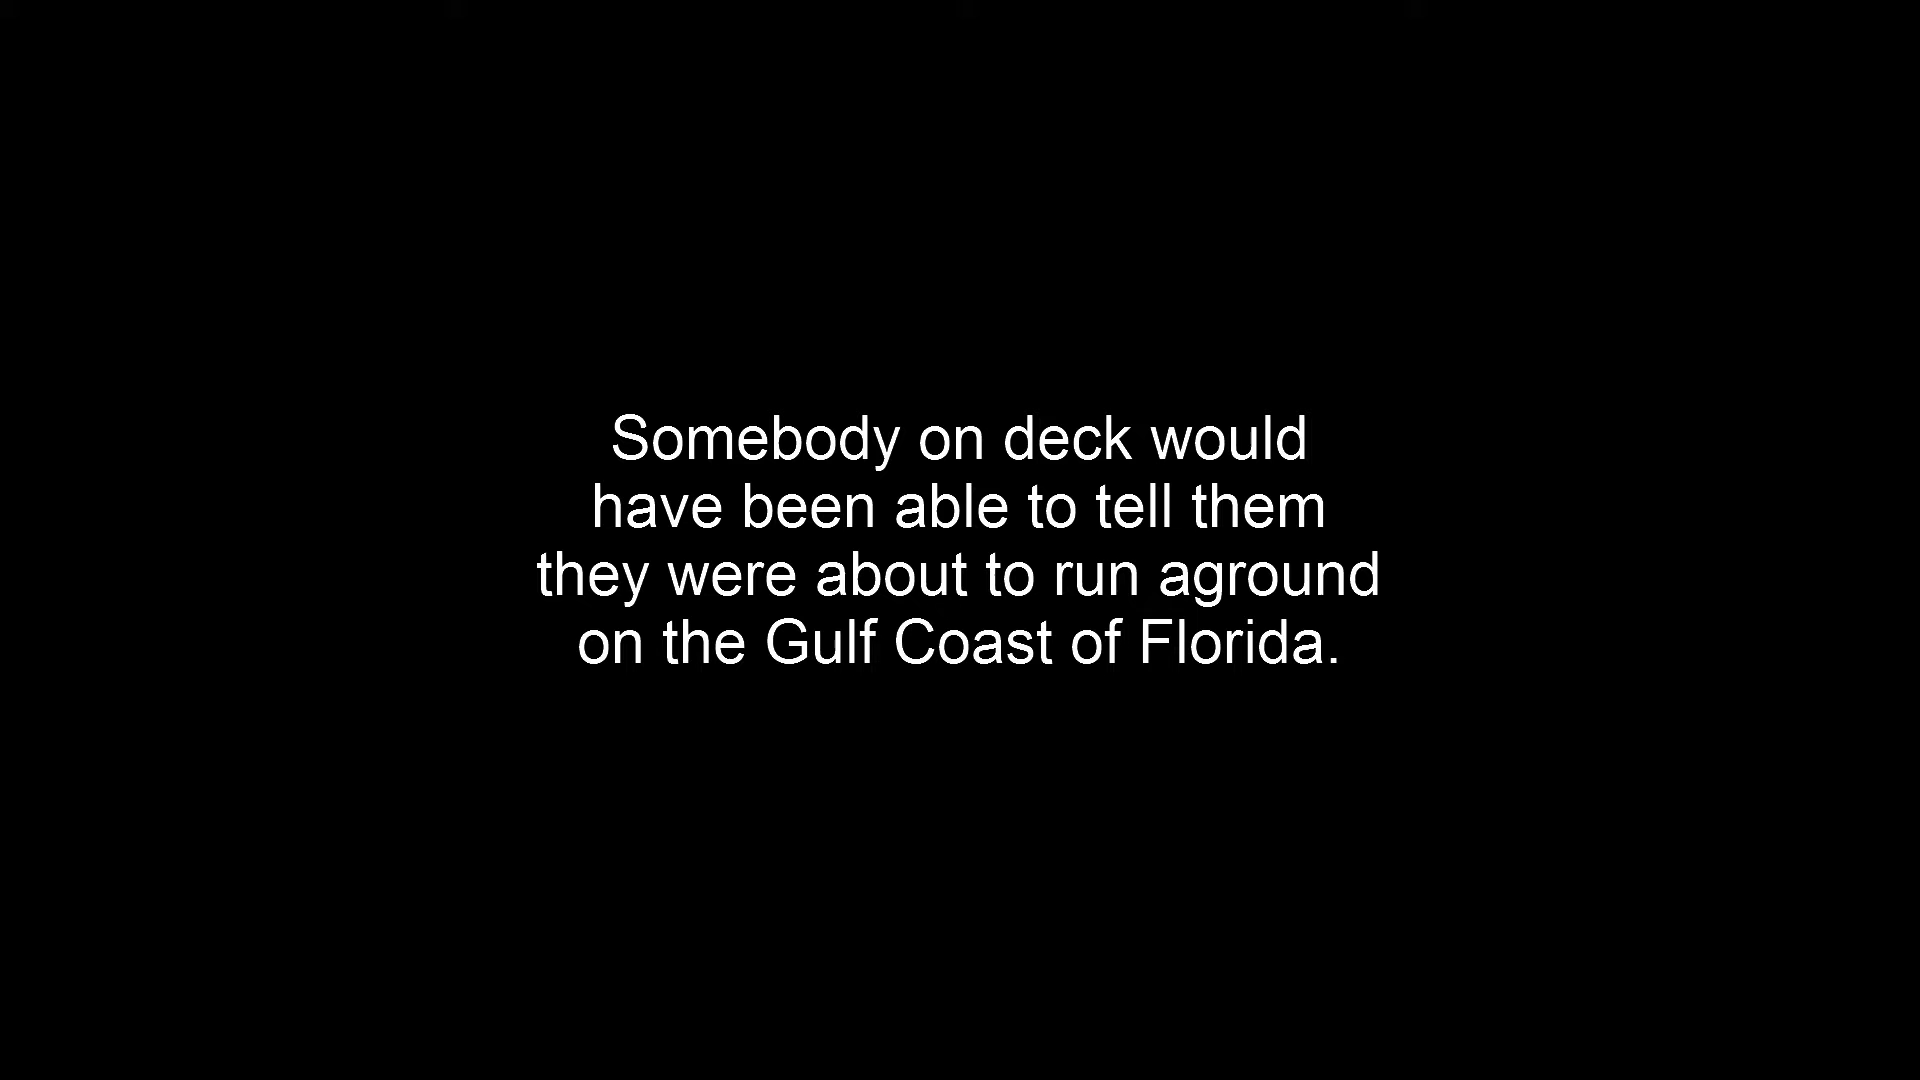 Somebody on deck would
have been able to tell them
they were about to run aground
on the Gulf Coast of Florida.